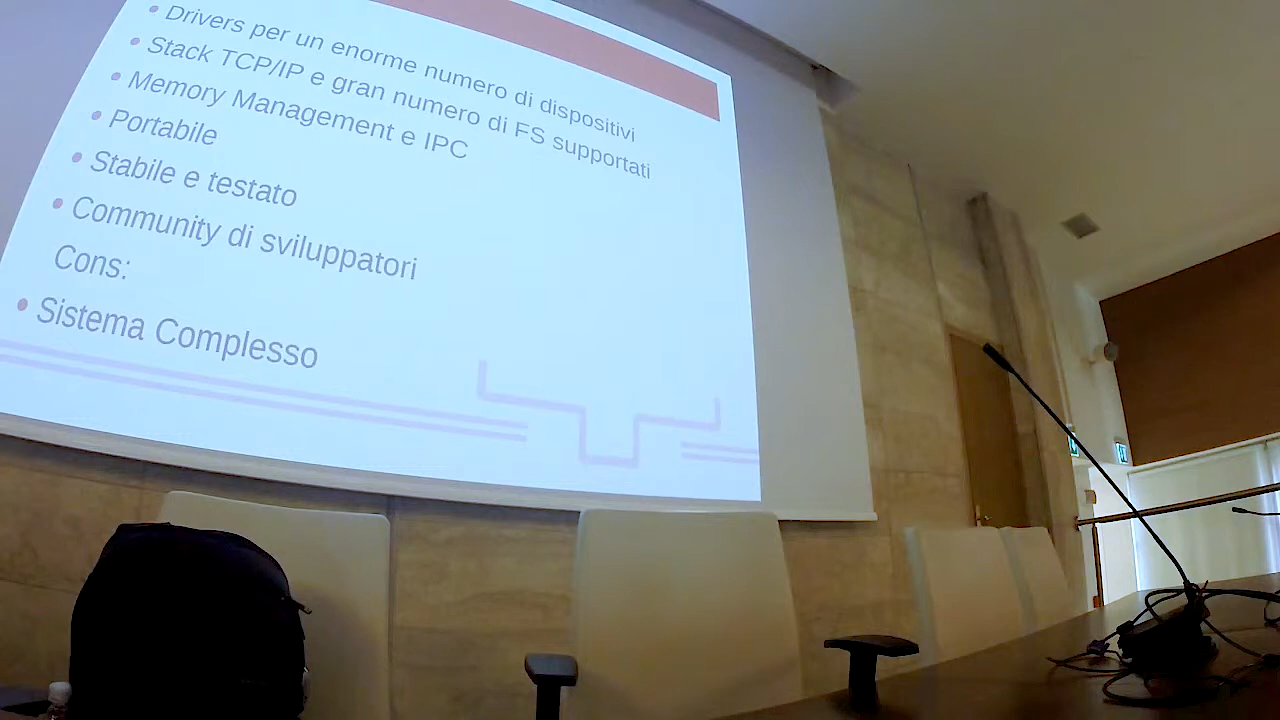 • Drivers per un enorme numero di dispositivi
• Stack TCP/IP e gran numero di FS supportati
• Memory Management e IPC
• Portabile
• Stabile e testato
• Community di sviluppatori
Cons:
• Sistema Complesso